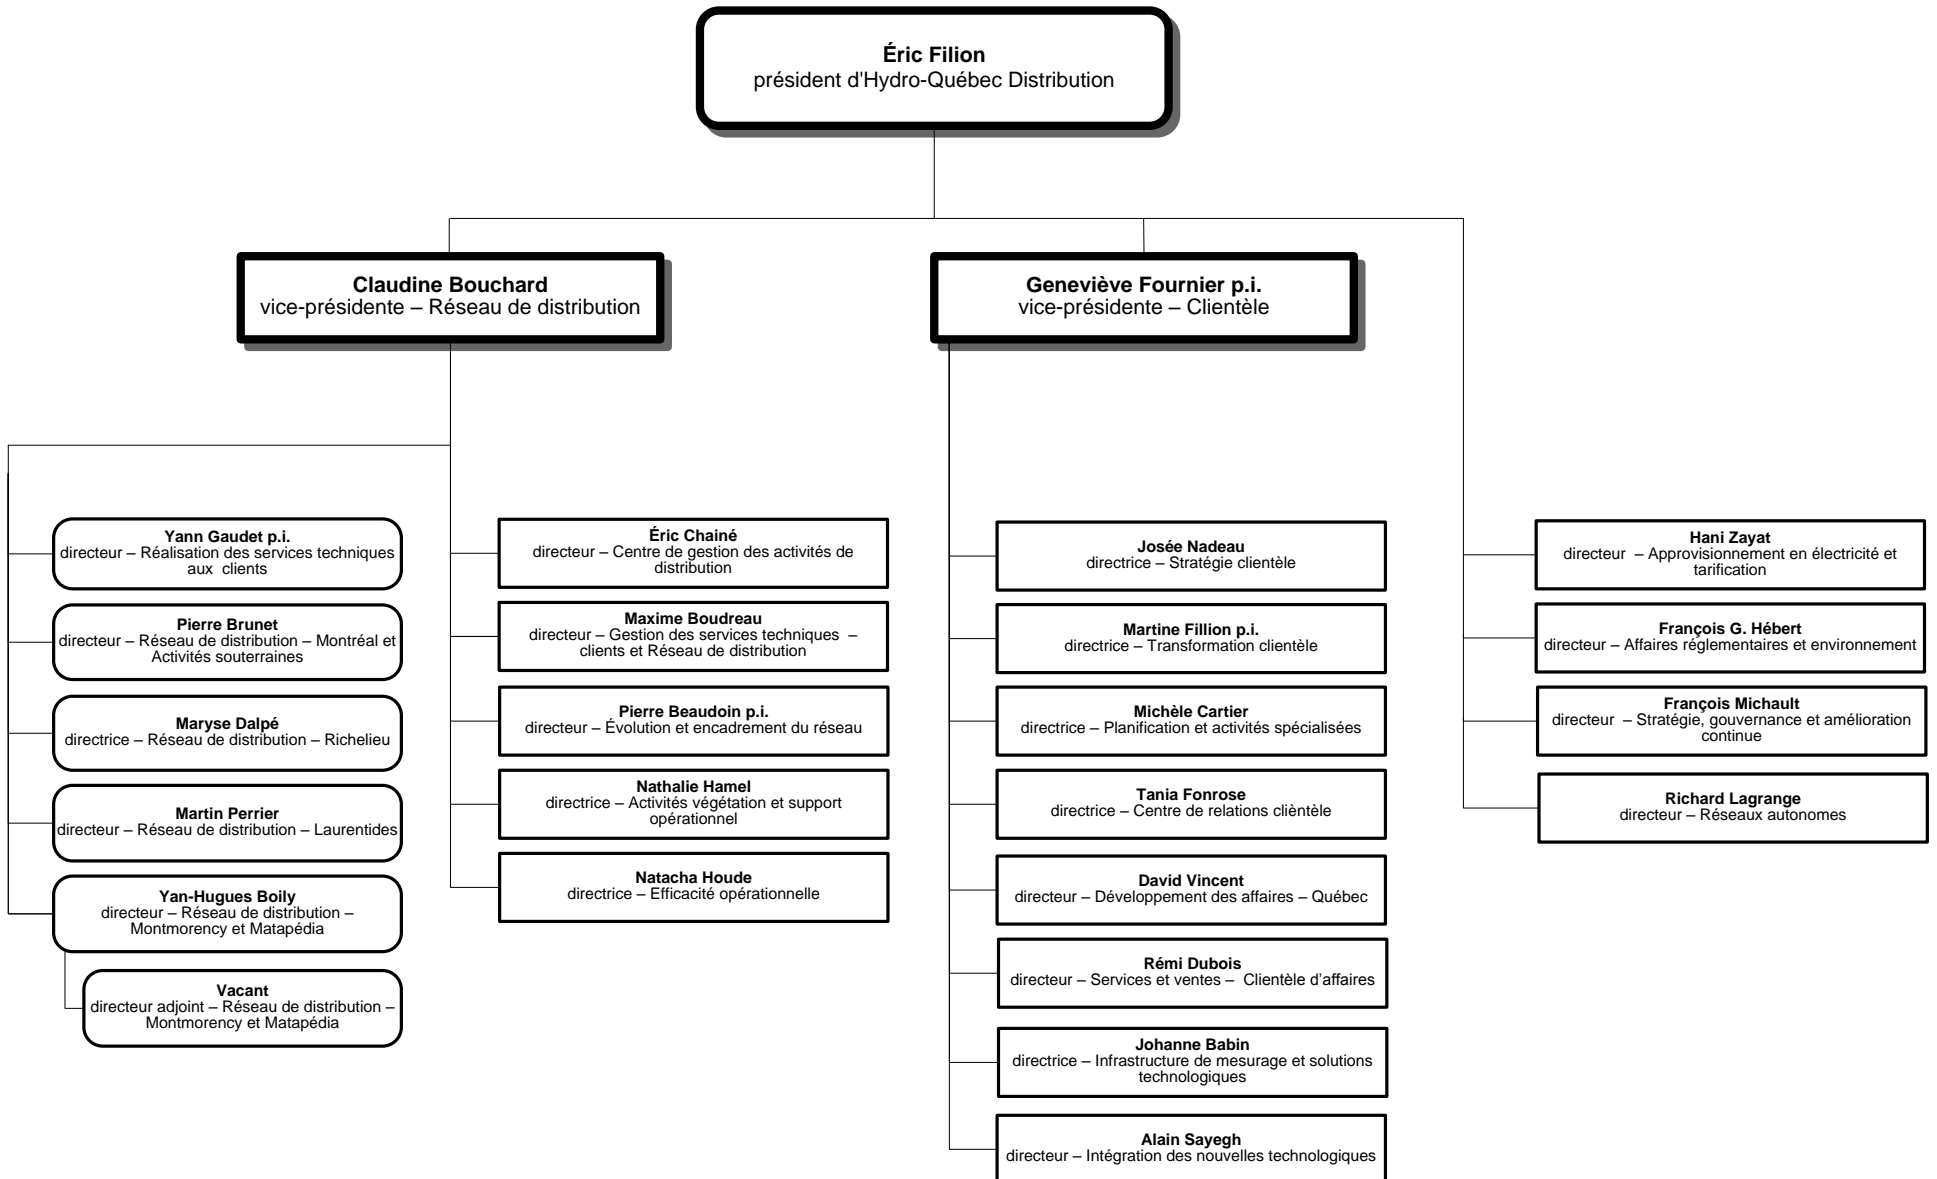 Éric Filion
président d'Hydro-Québec Distribution
Claudine Bouchard
vice-présidente – Réseau de distribution
Geneviève Fournier p.i.
vice-présidente – Clientèle
Yann Gaudet p.i.
directeur – Réalisation des services techniques
aux clients
Pierre Brunet
directeur – Réseau de distribution – Montréal et
Activités souterraines
Maryse Dalpé
directrice – Réseau de distribution – Richelieu
Martin Perrier
directeur – Réseau de distribution – Laurentides
Yan-Hugues Boily
directeur – Réseau de distribution –
Montmorency et Matapédia
Vacant
directeur adjoint – Réseau de distribution –
Montmorency et Matapédia
Éric Chainé
directeur – Centre de gestion des activités de
distribution
Maxime Boudreau
directeur – Gestion des services techniques –
clients et Réseau de distribution
Pierre Beaudoin p.i.
directeur – Évolution et encadrement du réseau
Nathalie Hamel
directrice – Activités végétation et support
opérationnel
Natacha Houde
directrice – Efficacité opérationnelle
Josée Nadeau
directrice – Stratégie clientèle
Martine Fillion p.i.
directrice – Transformation clientèle
Michèle Cartier
directrice – Planification et activités spécialisées
Tania Fonrose
directrice – Centre de relations clièntèle
David Vincent
directeur – Développement des affaires – Québec
Rémi Dubois
directeur – Services et ventes – Clientèle d'affaires
Johanne Babin
directrice – Infrastructure de mesurage et solutions
technologiques
Alain Sayegh
directeur – Intégration des nouvelles technologiques
Hani Zayat
directeur – Approvisionnement en électricité et
tarification
François G. Hébert
directeur – Affaires réglementaires et environnement
François Michault
directeur – Stratégie, gouvernance et amélioration
continue
Richard Lagrange
directeur – Réseaux autonomes